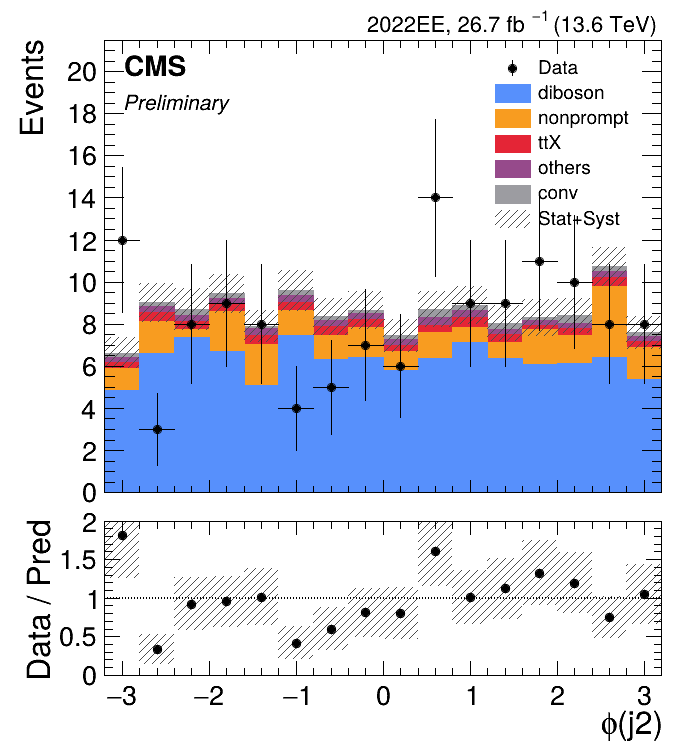 2022EE, 26.7 fb⁻¹ (13.6 TeV)
CMS
Preliminary
Events
20
18
16
14
12
10
8
6
4
2
0
Data
diboson
nonprompt
ttX
others
conv
Stat+Syst
Data / Pred
2
1.5
1
0.5
0
−3 −2 −1 0 1 2 3
ϕ(j2)